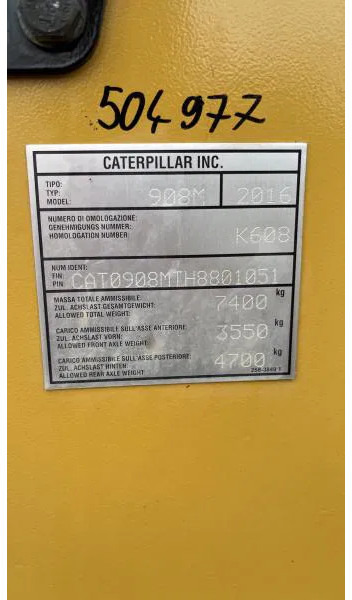 504977
CATERPILLAR INC.
TIPO:
TYP:
MODEL: 908M 2016
NUMERO DI OMOLOGAZIONE:
GENEHMIGUNGS NUMMER:
HOMOLOGATION NUMBER: K608
NUM IDENT:
FIN:
PIN: CAT0908MTH8801051
MASSA TOTALE AMMISSIBILE:
ZUL. ACHSLAST GESAMTGEWICHT: 7400 kg
ALLOWED TOTAL WEIGHT:
CARICO AMMISSIBILE SULL'ASSE ANTERIORE:
ZUL. ACHSLAST VORN: 3550 kg
ALLOWED FRONT AXLE WEIGHT:
CARICO AMMISSIBILE SULL'ASSE POSTERIORE:
ZUL. ACHSLAST HINTEN: 4700 kg
ALLOWED REAR AXLE WEIGHT: